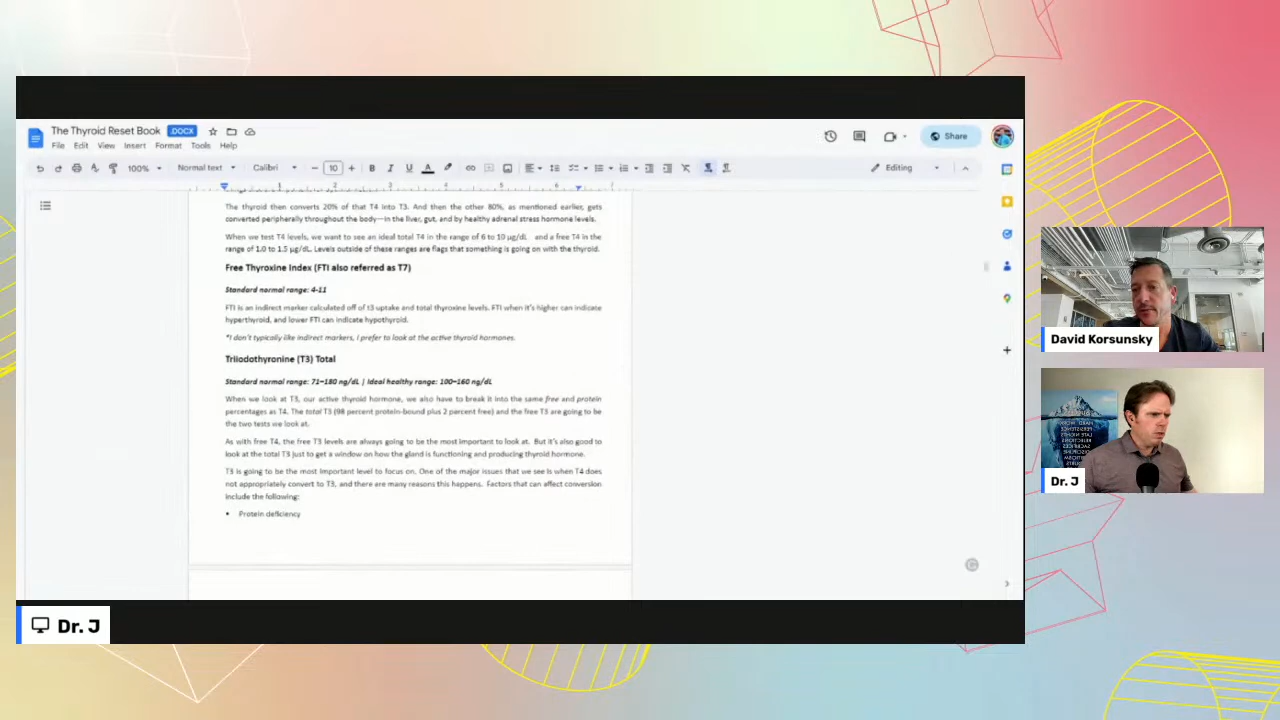 The Thyroid Reset Book .DOCX
File Edit View Insert Format Tools Help
Share
100% Normal text Calibri 10 Editing
1 2 3 4 5 6 7
The thyroid then converts 20% of that T4 into T3. And then the other 80%, as mentioned earlier, gets
converted peripherally throughout the body—in the liver, gut, and by healthy adrenal stress hormone levels.
When we test T4 levels, we want to see an ideal total T4 in the range of 6 to 10 µg/dL and a free T4 in the
range of 1.0 to 1.5 µg/dL. Levels outside of these ranges are flags that something is going on with the thyroid.
Free Thyroxine Index (FTI also referred as T7)
Standard normal range: 4-11
FTI is an indirect marker calculated off of t3 uptake and total thyroxine levels. FTI when it's higher can indicate
hyperthyroid, and lower FTI can indicate hypothyroid.
*I don't typically like indirect markers, I prefer to look at the active thyroid hormones.
Triiodothyronine (T3) Total
Standard normal range: 71–180 ng/dL | Ideal healthy range: 100–160 ng/dL
When we look at T3, our active thyroid hormone, we also have to break it into the same free and protein
percentages as T4. The total T3 (98 percent protein-bound plus 2 percent free) and the free T3 are going to be
the two tests we look at.
As with free T4, the free T3 levels are always going to be the most important to look at. But it's also good to
look at the total T3 just to get a window on how the gland is functioning and producing thyroid hormone.
T3 is going to be the most important level to focus on. One of the major issues that we see is when T4 does
not appropriately convert to T3, and there are many reasons this happens. Factors that can affect conversion
include the following:
• Protein deficiency
David Korsunsky
Dr. J
Dr. J